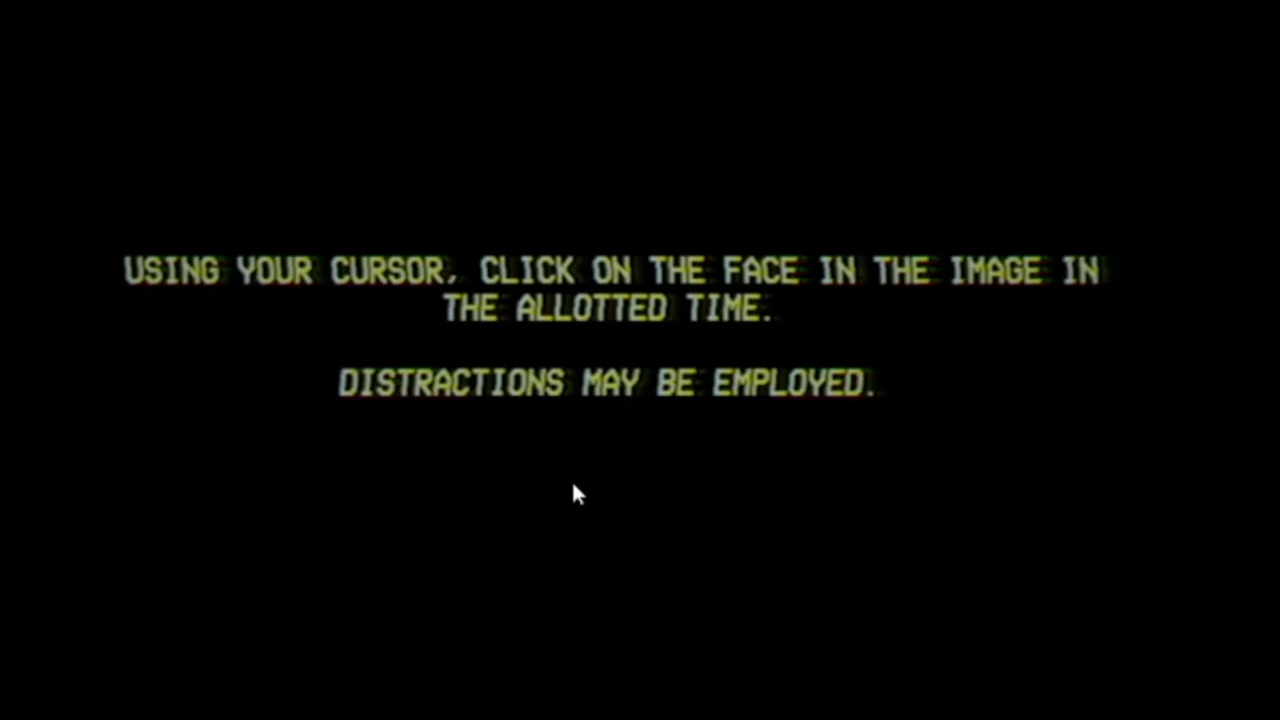 USING YOUR CURSOR, CLICK ON THE FACE IN THE IMAGE IN
THE ALLOTTED TIME.
DISTRACTIONS MAY BE EMPLOYED.